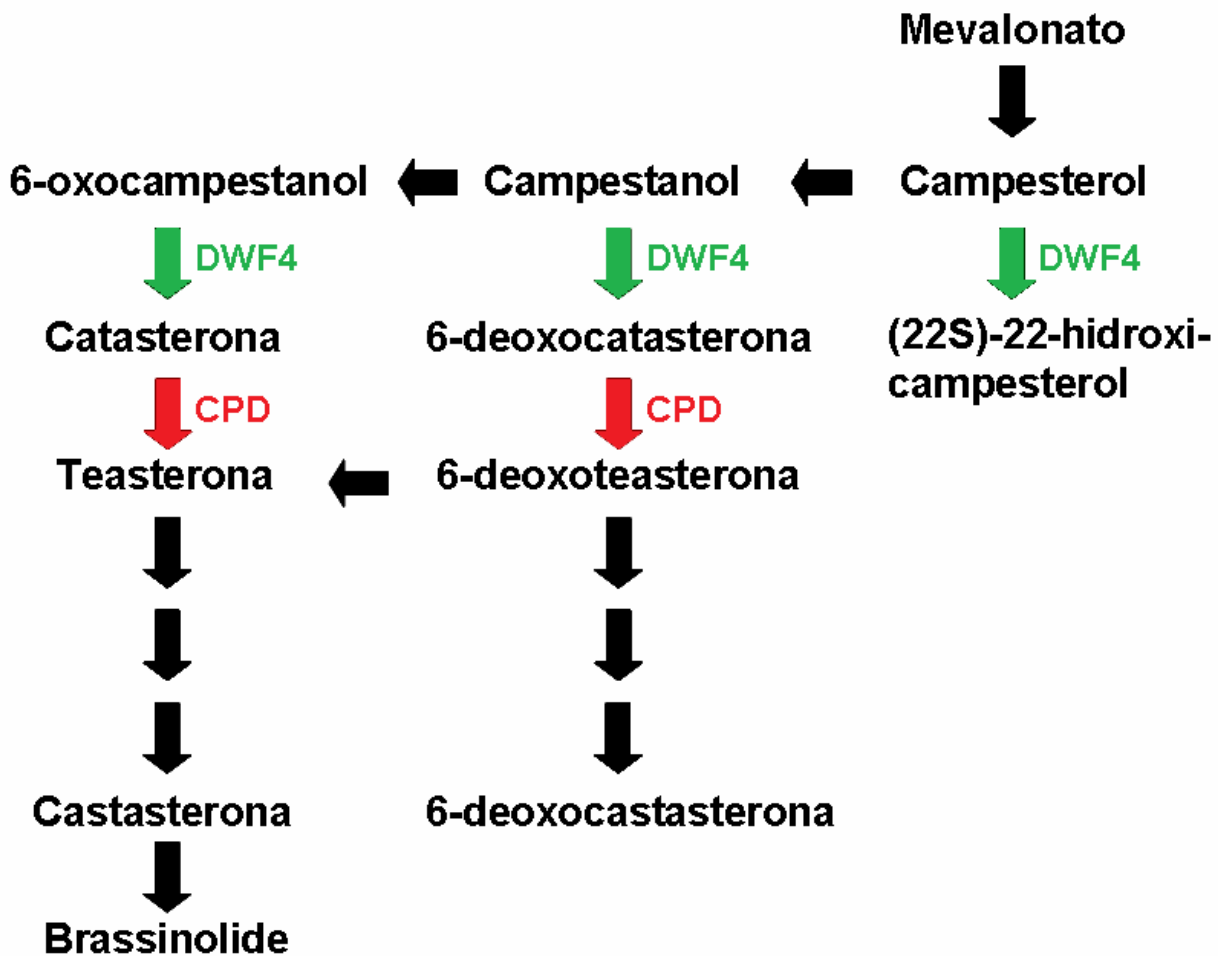 Mevalonato
6-oxocampestanol
Campestanol
Campesterol
DWF4
DWF4
DWF4
Catasterona
6-deoxocatasterona
(22S)-22-hidroxi-
campesterol
CPD
CPD
Teasterona
6-deoxoteasterona
Castasterona
6-deoxocastasterona
Brassinolide